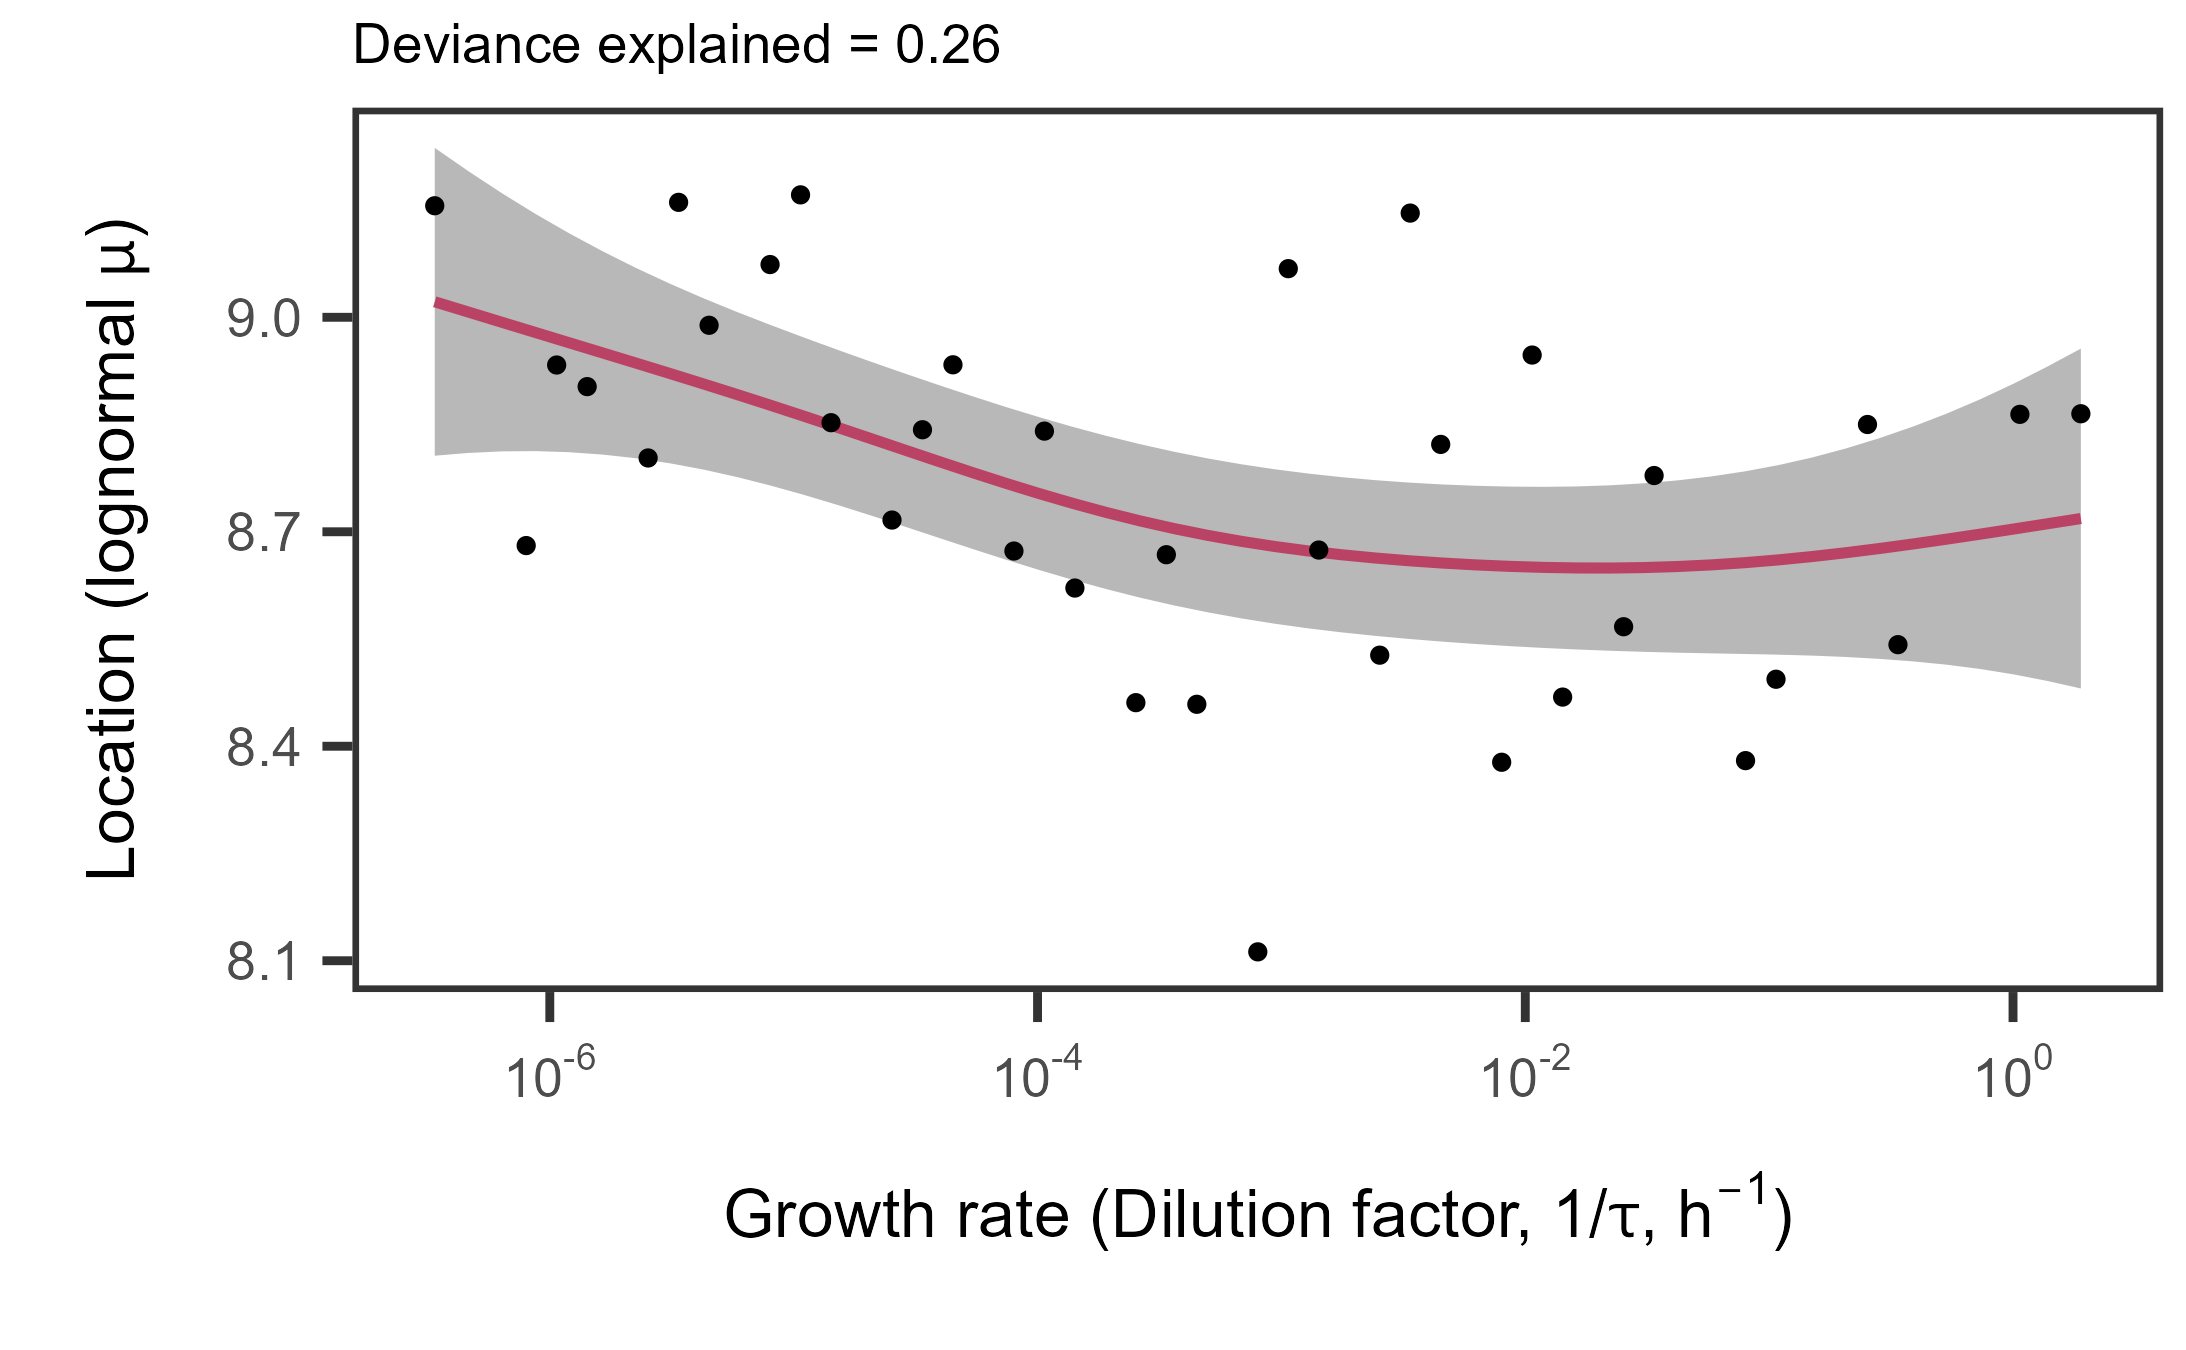 Deviance explained = 0.26
Location (lognormal µ)
9.0
8.7
8.4
8.1
10⁻⁶ 10⁻⁴ 10⁻² 10⁰
Growth rate (Dilution factor, 1/τ, h⁻¹)